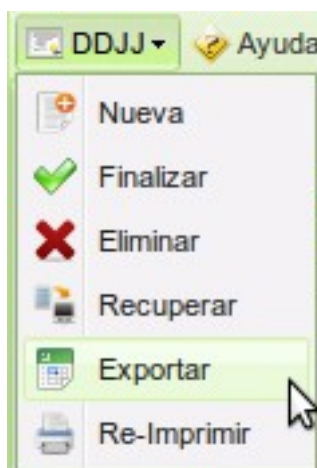 DDJJ Ayuda
Nueva
Finalizar
Eliminar
Recuperar
Exportar
Re-Imprimir